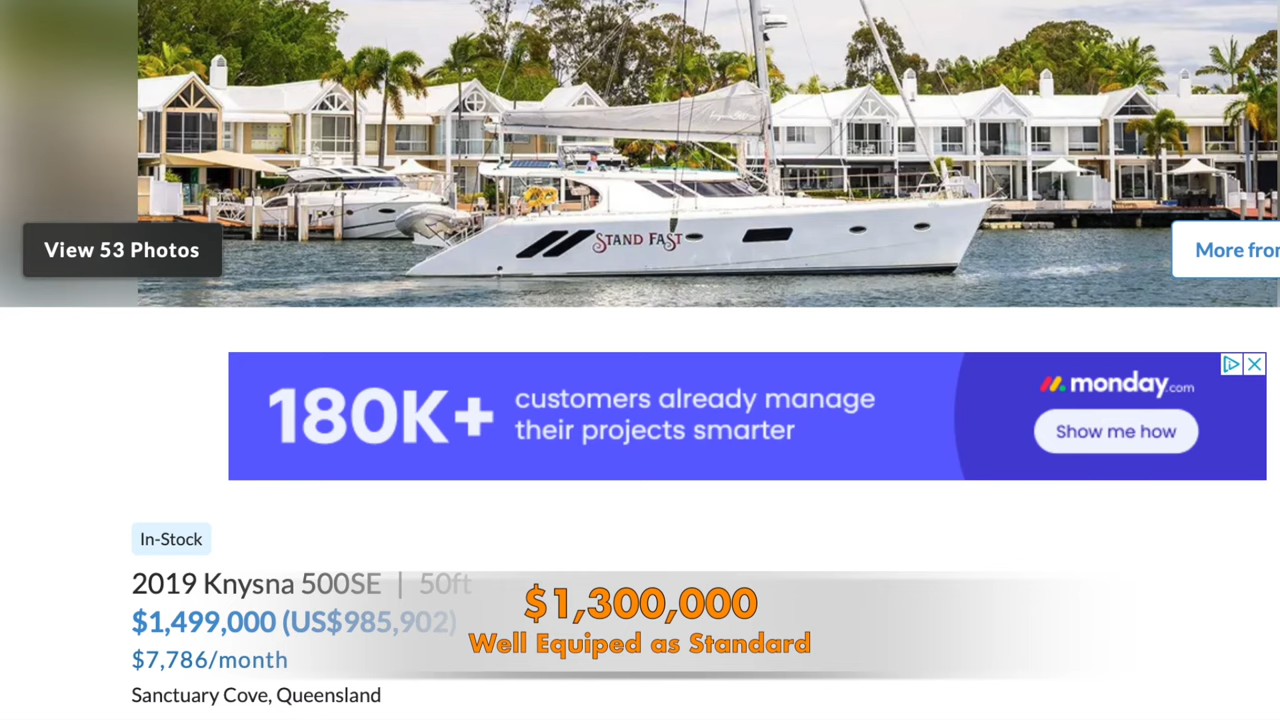 STAND FAST
View 53 Photos
More from
180K+
customers already manage
their projects smarter
monday.com
Show me how
In-Stock
2019 Knysna 500SE | 50ft
$1,499,000 (US$985,902)
$1,300,000
Well Equiped as Standard
$7,786/month
Sanctuary Cove, Queensland